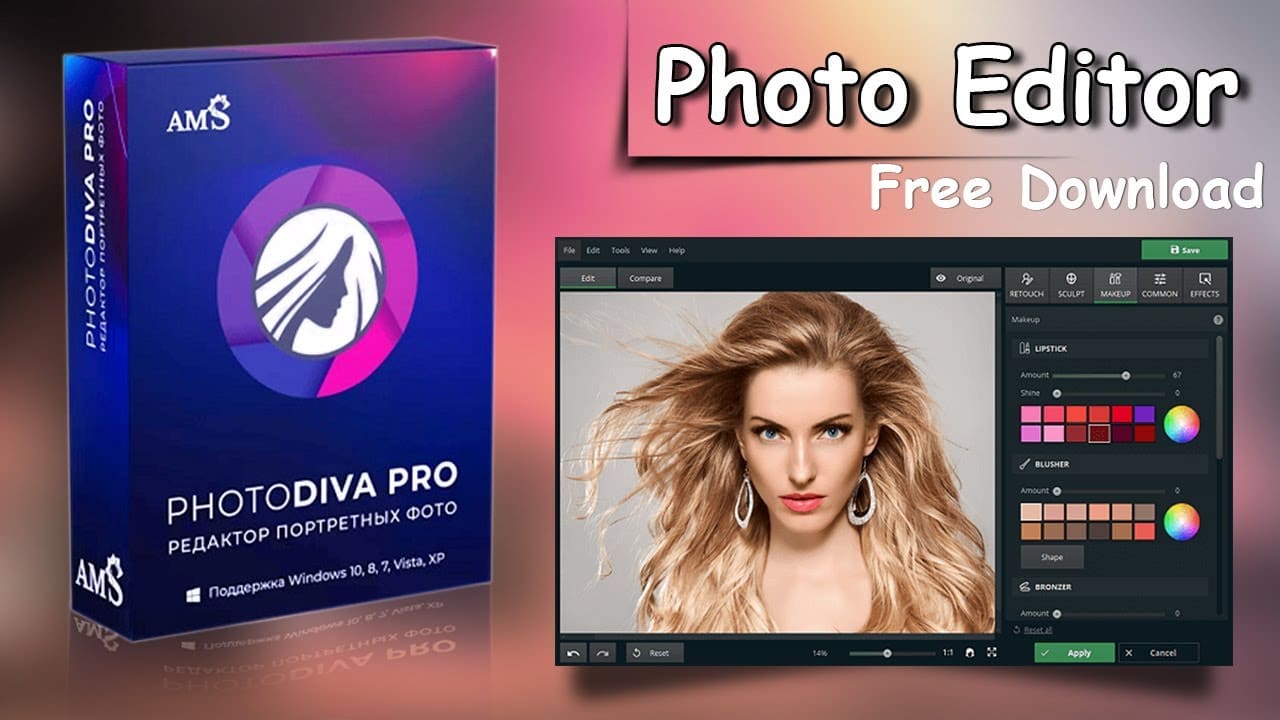 AMS
PHOTODIVA PRO
РЕДАКТОР ПОРТРЕТНЫХ ФОТО
AMS
PHOTODIVA PRO
РЕДАКТОР ПОРТРЕТНЫХ ФОТО
Поддержка Windows 10, 8, 7, Vista, XP
Photo Editor
Free Download
File Edit Tools View Help
Save
Edit Compare
Original
RETOUCH SCULPT MAKEUP COMMON EFFECTS
Makeup ?
LIPSTICK
Amount 67
Shine 0
BLUSHER
Amount 0
Shape
BRONZER
Amount 0
Reset all
Reset
14% 1:1
Apply Cancel